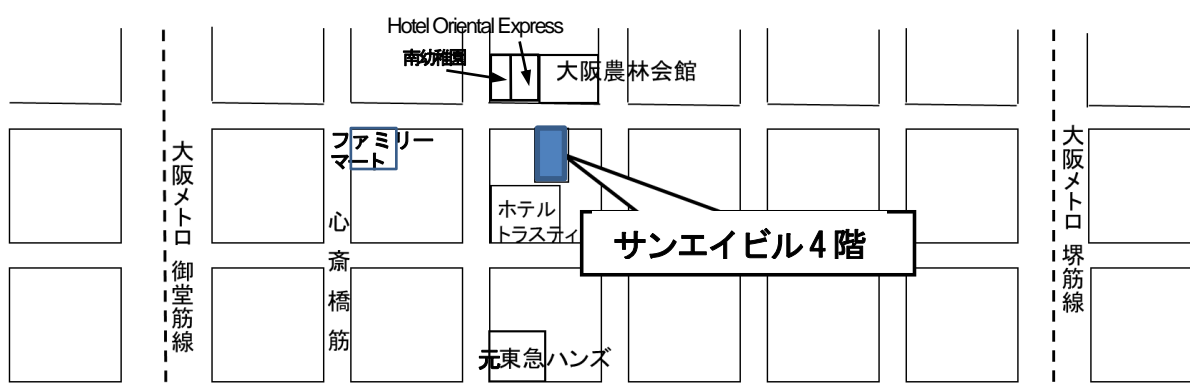 Hotel Oriental Express
南幼稚園
大阪農林会館
ファミリー
マート
大阪メトロ 御堂筋線
心斎橋筋
ホテル
トラスティ
サンエイビル4階
大阪メトロ 堺筋線
元東急ハンズ